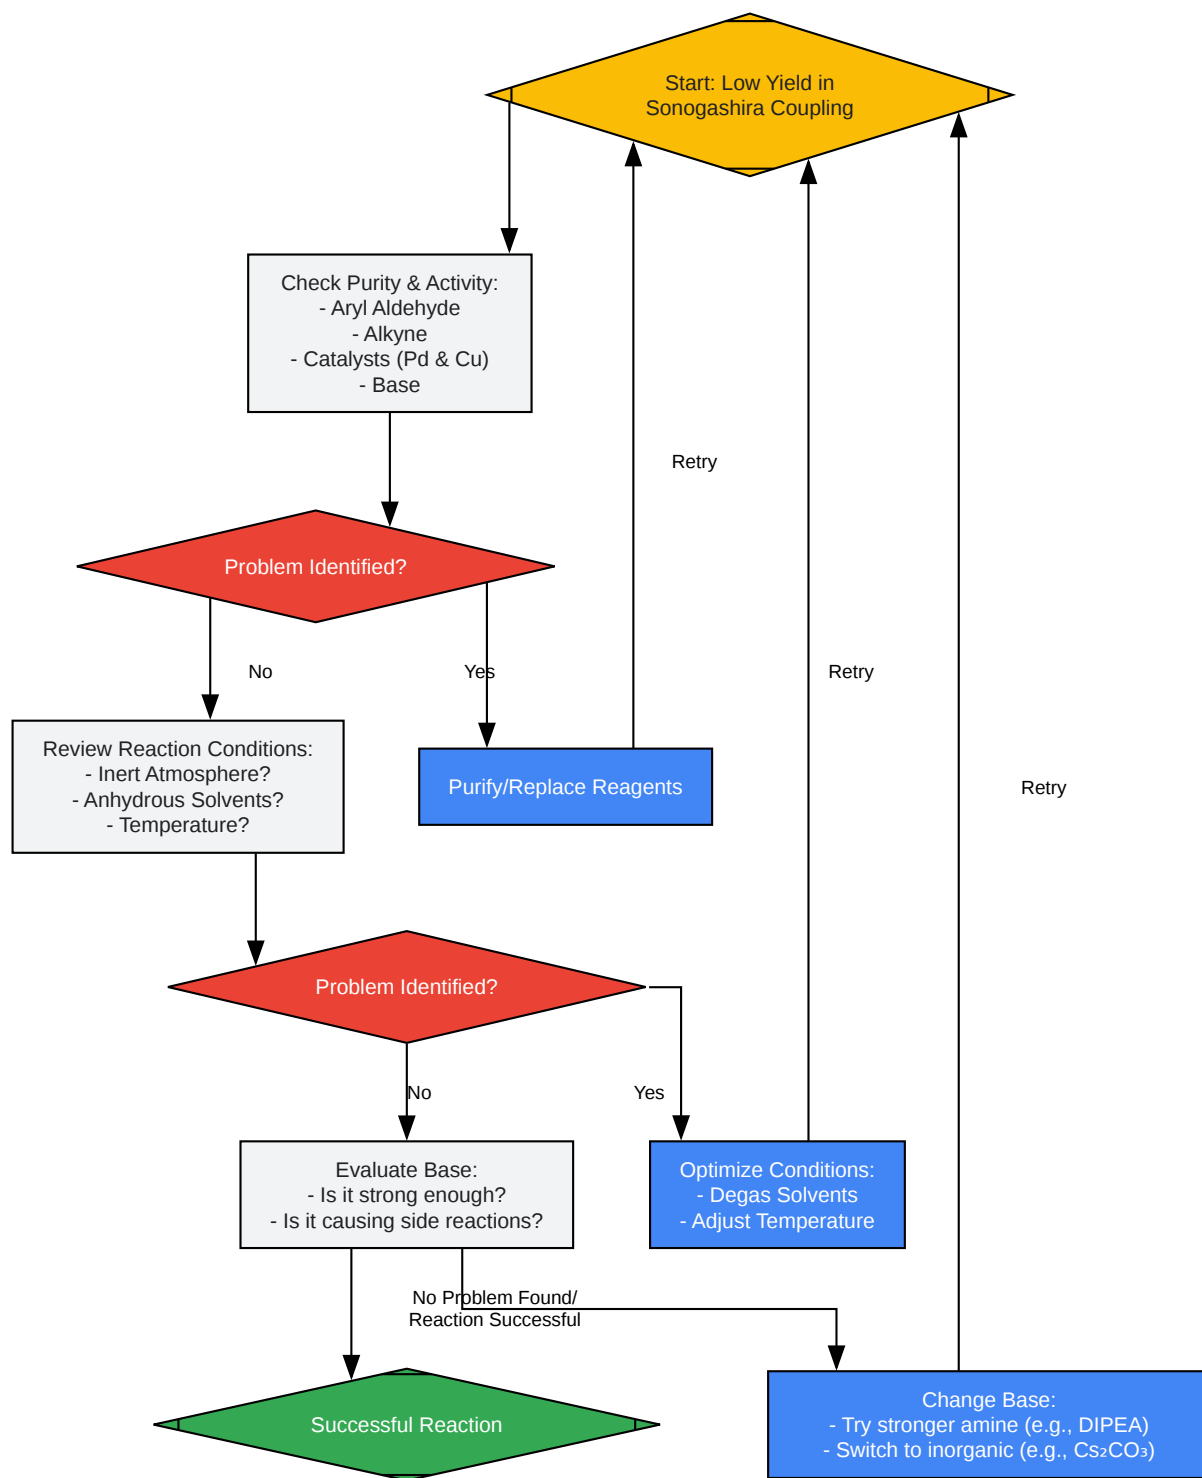 Start: Low Yield in
Sonogashira Coupling
Check Purity & Activity:
- Aryl Aldehyde
- Alkyne
- Catalysts (Pd & Cu)
- Base
Retry
Problem Identified?
No
Yes
Retry
Review Reaction Conditions:
- Inert Atmosphere?
- Anhydrous Solvents?
- Temperature?
Purify/Replace Reagents
Retry
Problem Identified?
No
Yes
Evaluate Base:
- Is it strong enough?
- Is it causing side reactions?
Optimize Conditions:
- Degas Solvents
- Adjust Temperature
No Problem Found/
Reaction Successful
Successful Reaction
Change Base:
- Try stronger amine (e.g., DIPEA)
- Switch to inorganic (e.g., Cs₂CO₃)